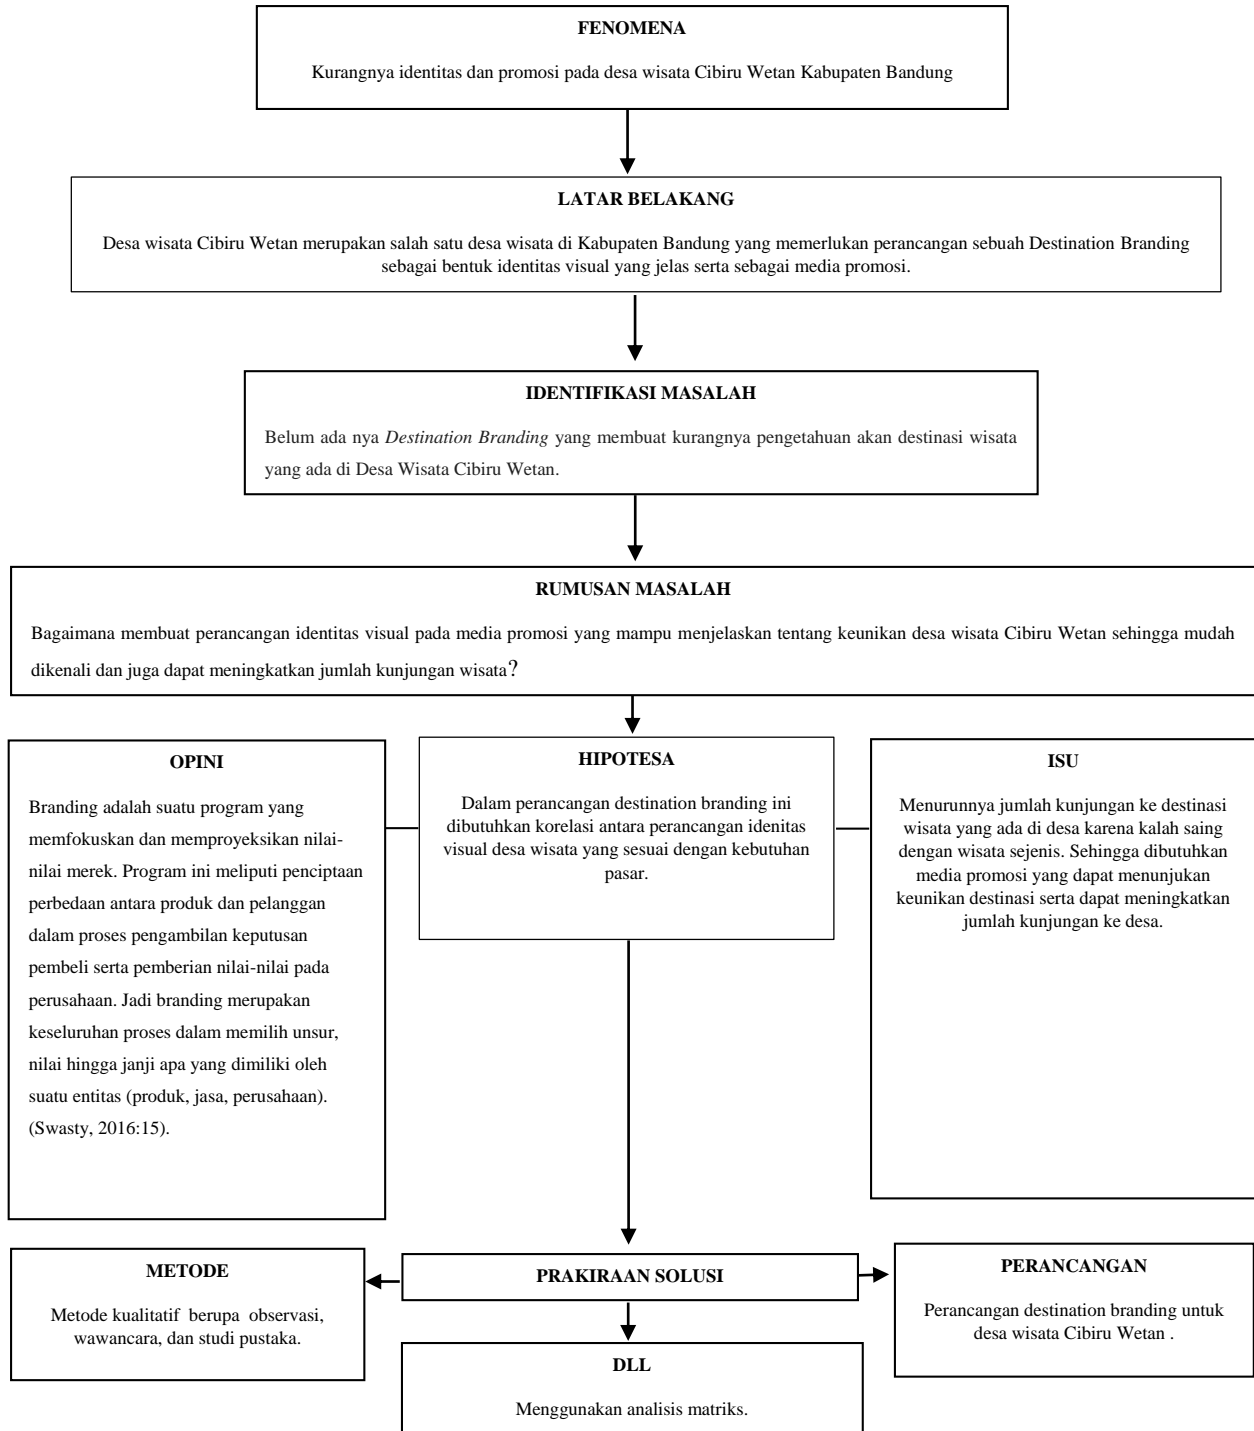 FENOMENA
Kurangnya identitas dan promosi pada desa wisata Cibiru Wetan Kabupaten Bandung
LATAR BELAKANG
Desa wisata Cibiru Wetan merupakan salah satu desa wisata di Kabupaten Bandung yang memerlukan perancangan sebuah Destination Branding
sebagai bentuk identitas visual yang jelas serta sebagai media promosi.
IDENTIFIKASI MASALAH
Belum ada nya Destination Branding yang membuat kurangnya pengetahuan akan destinasi wisata
yang ada di Desa Wisata Cibiru Wetan.
RUMUSAN MASALAH
Bagaimana membuat perancangan identitas visual pada media promosi yang mampu menjelaskan tentang keunikan desa wisata Cibiru Wetan sehingga mudah
dikenali dan juga dapat meningkatkan jumlah kunjungan wisata?
OPINI
Branding adalah suatu program yang
memfokuskan dan memproyeksikan nilai-
nilai merek. Program ini meliputi penciptaan
perbedaan antara produk dan pelanggan
dalam proses pengambilan keputusan
pembeli serta pemberian nilai-nilai pada
perusahaan. Jadi branding merupakan
keseluruhan proses dalam memilih unsur,
nilai hingga janji apa yang dimiliki oleh
suatu entitas (produk, jasa, perusahaan).
(Swasty, 2016:15).
HIPOTESA
Dalam perancangan destination branding ini
dibutuhkan korelasi antara perancangan idenitas
visual desa wisata yang sesuai dengan kebutuhan
pasar.
ISU
Menurunnya jumlah kunjungan ke destinasi
wisata yang ada di desa karena kalah saing
dengan wisata sejenis. Sehingga dibutuhkan
media promosi yang dapat menunjukan
keunikan destinasi serta dapat meningkatkan
jumlah kunjungan ke desa.
METODE
Metode kualitatif berupa observasi,
wawancara, dan studi pustaka.
PRAKIRAAN SOLUSI
PERANCANGAN
Perancangan destination branding untuk
desa wisata Cibiru Wetan .
DLL
Menggunakan analisis matriks.